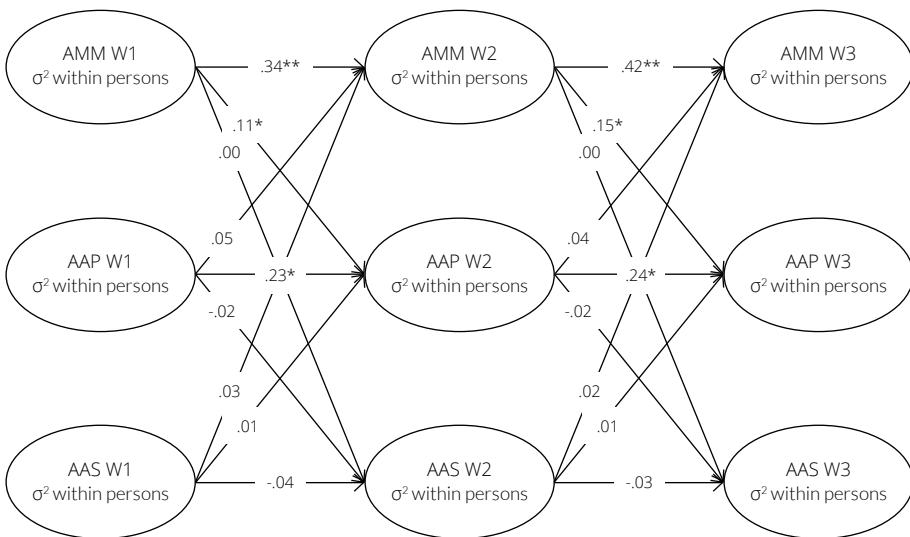 AMM W1
σ² within persons
.34**
AMM W2
σ² within persons
.42**
AMM W3
σ² within persons
.11*
.00
.15*
.00
.05
.04
AAP W1
σ² within persons
.23*
AAP W2
σ² within persons
.24*
AAP W3
σ² within persons
-.02
-.02
.03
.01
.02
.01
AAS W1
σ² within persons
-.04
AAS W2
σ² within persons
-.03
AAS W3
σ² within persons